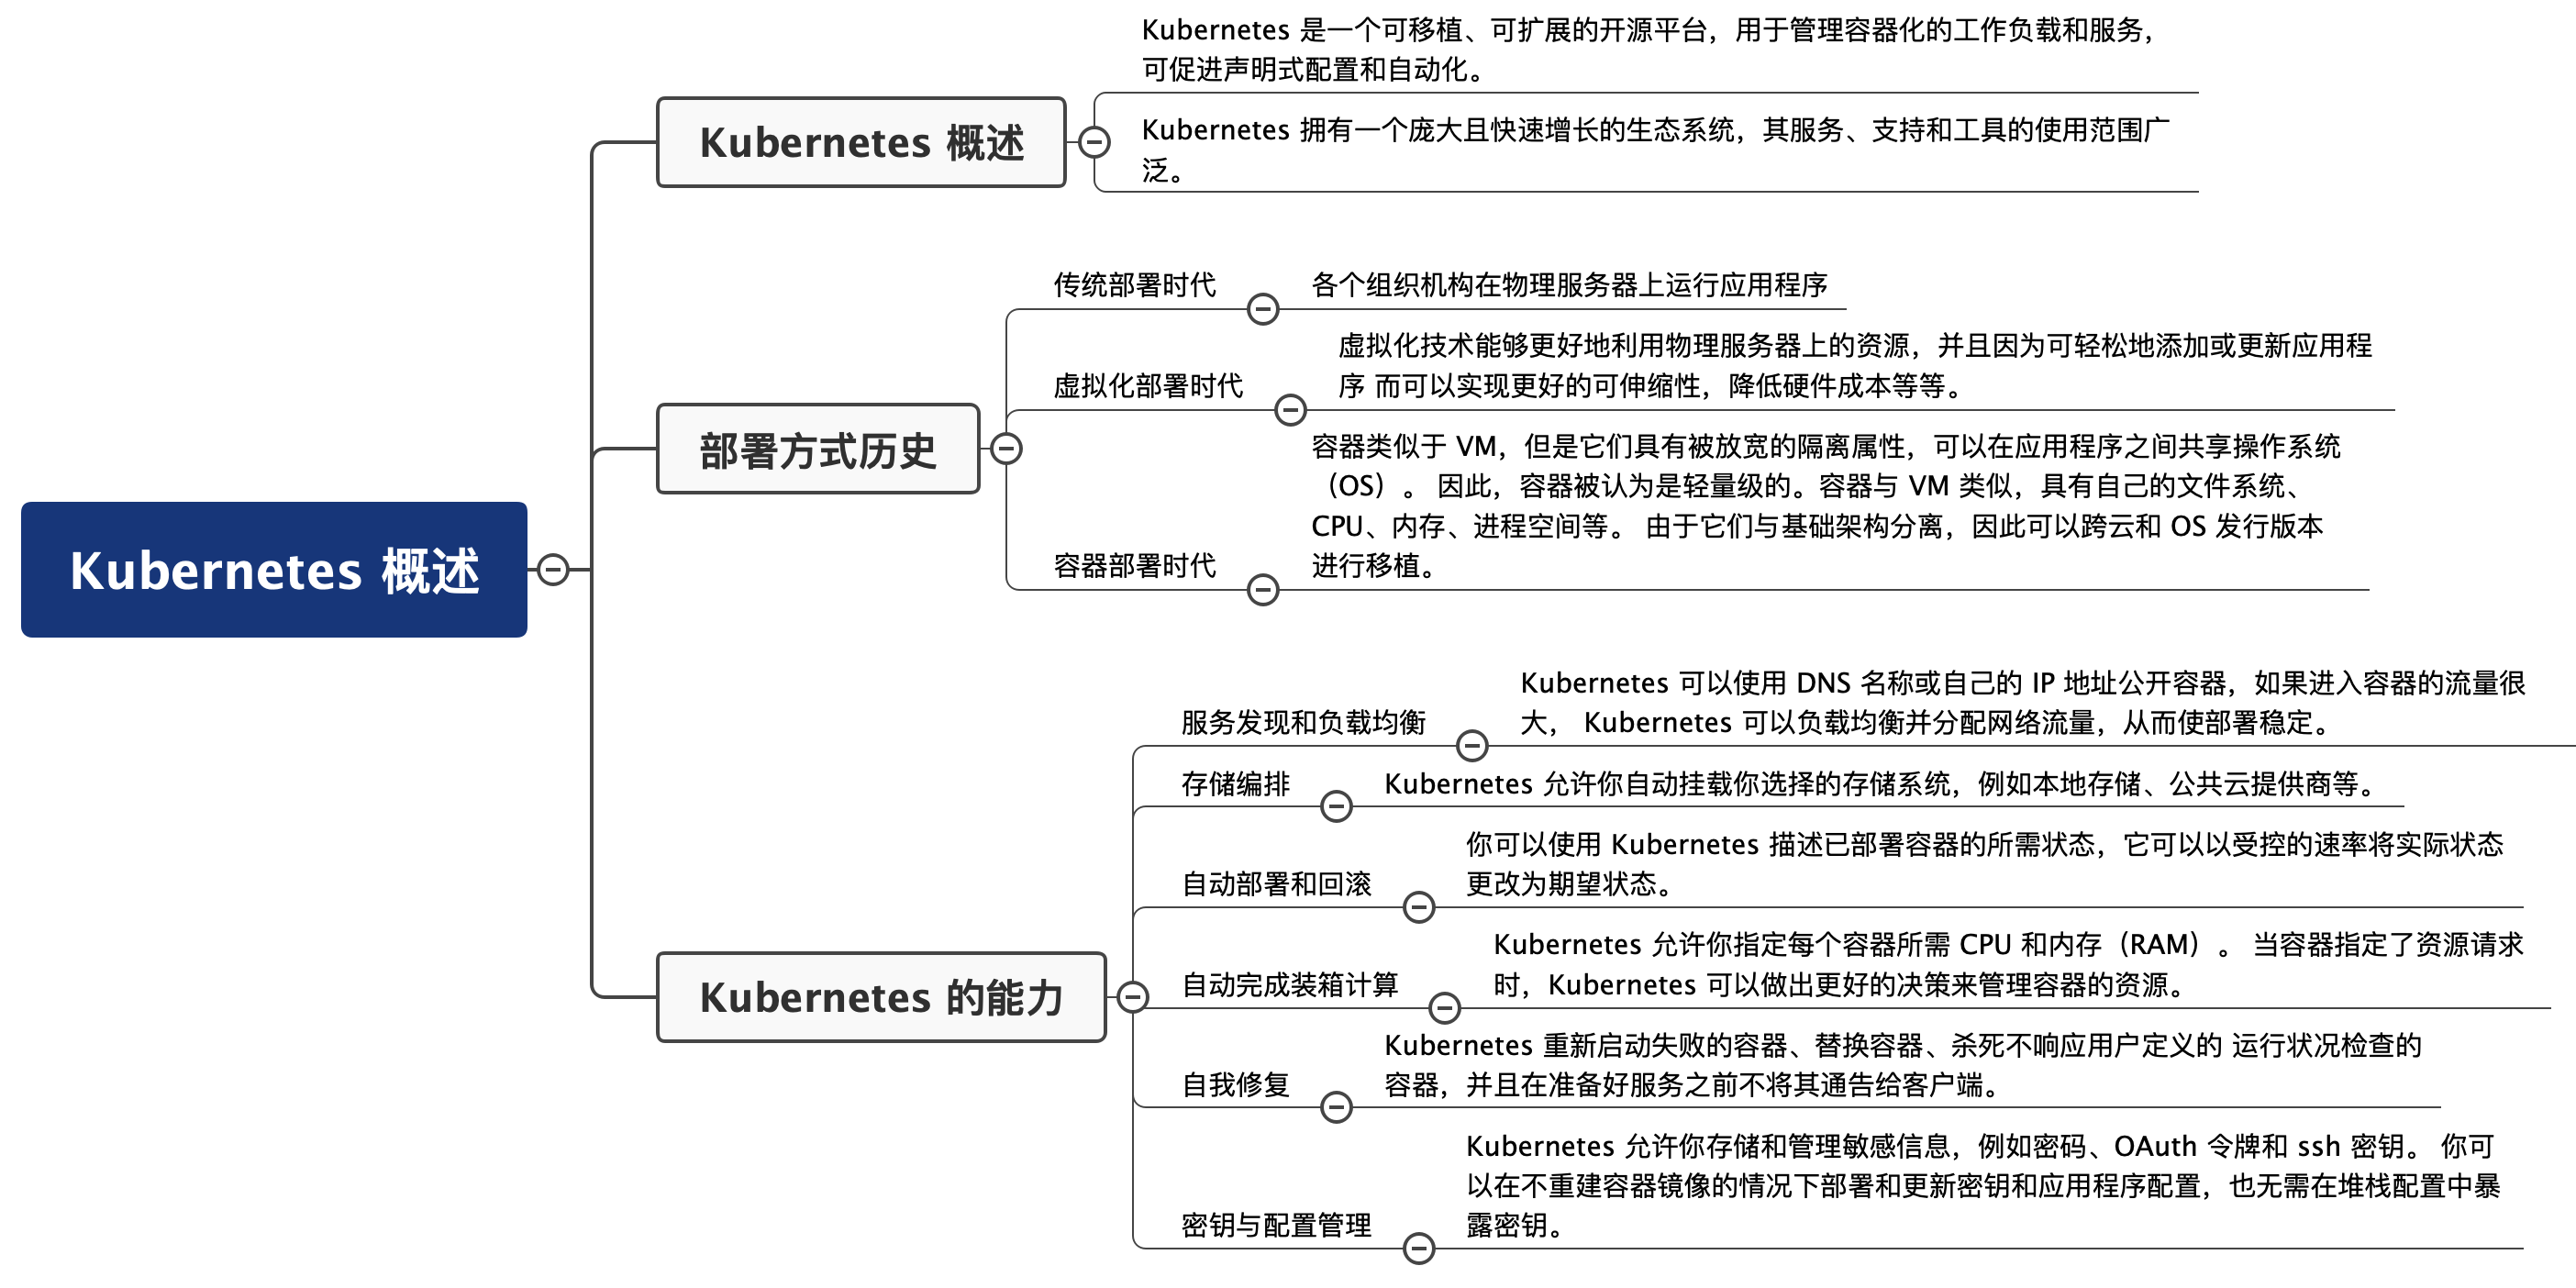 Kubernetes 概述
Kubernetes 概述
Kubernetes 是一个可移植、可扩展的开源平台，用于管理容器化的工作负载和服务，
可促进声明式配置和自动化。
Kubernetes 拥有一个庞大且快速增长的生态系统，其服务、支持和工具的使用范围广
泛。
部署方式历史
传统部署时代
各个组织机构在物理服务器上运行应用程序
虚拟化部署时代
虚拟化技术能够更好地利用物理服务器上的资源，并且因为可轻松地添加或更新应用程
序 而可以实现更好的可伸缩性，降低硬件成本等等。
容器部署时代
容器类似于 VM，但是它们具有被放宽的隔离属性，可以在应用程序之间共享操作系统
（OS）。 因此，容器被认为是轻量级的。容器与 VM 类似，具有自己的文件系统、
CPU、内存、进程空间等。 由于它们与基础架构分离，因此可以跨云和 OS 发行版本
进行移植。
Kubernetes 的能力
服务发现和负载均衡
Kubernetes 可以使用 DNS 名称或自己的 IP 地址公开容器，如果进入容器的流量很
大， Kubernetes 可以负载均衡并分配网络流量，从而使部署稳定。
存储编排
Kubernetes 允许你自动挂载你选择的存储系统，例如本地存储、公共云提供商等。
自动部署和回滚
你可以使用 Kubernetes 描述已部署容器的所需状态，它可以以受控的速率将实际状态
更改为期望状态。
自动完成装箱计算
Kubernetes 允许你指定每个容器所需 CPU 和内存（RAM）。 当容器指定了资源请求
时，Kubernetes 可以做出更好的决策来管理容器的资源。
自我修复
Kubernetes 重新启动失败的容器、替换容器、杀死不响应用户定义的 运行状况检查的
容器，并且在准备好服务之前不将其通告给客户端。
密钥与配置管理
Kubernetes 允许你存储和管理敏感信息，例如密码、OAuth 令牌和 ssh 密钥。 你可
以在不重建容器镜像的情况下部署和更新密钥和应用程序配置，也无需在堆栈配置中暴
露密钥。